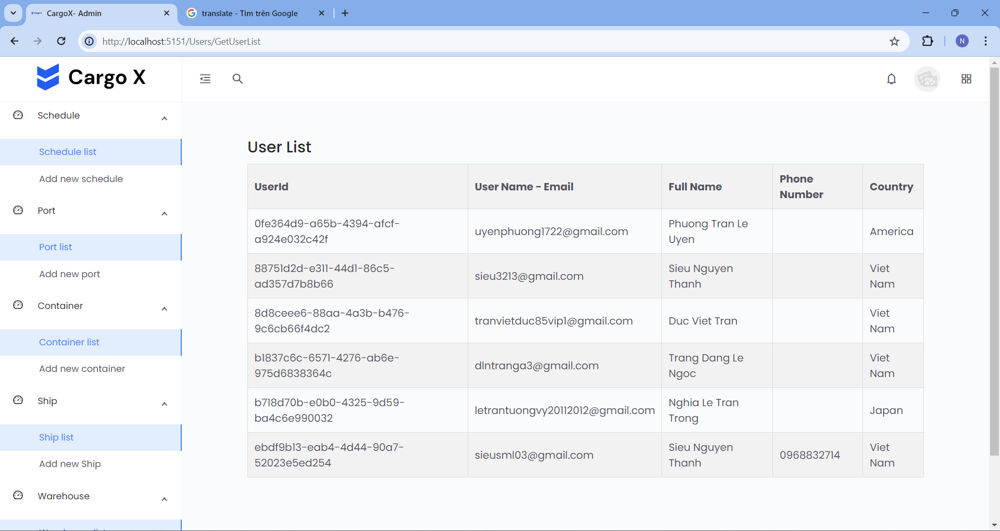 CargoX- Admin
translate - Tìm trên Google
http://localhost:5151/Users/GetUserList
N
Cargo X
Schedule
Schedule list
Add new schedule
Port
Port list
Add new port
Container
Container list
Add new container
Ship
Ship list
Add new Ship
Warehouse
User List
UserId
User Name - Email
Full Name
Phone
Number
Country
0fe364d9-a65b-4394-afcf-
a924e032c42f
uyenphuong1722@gmail.com
Phuong Tran Le
Uyen
America
88751d2d-e311-44d1-86c5-
ad357d7b8b66
sieu3213@gmail.com
Sieu Nguyen
Thanh
Viet
Nam
8d8ceee6-88aa-4a3b-b476-
9c6cb66f4dc2
tranvietduc85vip1@gmail.com
Duc Viet Tran
Viet
Nam
b1837c6c-6571-4276-ab6e-
975d6838364c
dlntranga3@gmail.com
Trang Dang Le
Ngoc
Viet
Nam
b718d70b-e0b0-4325-9d59-
ba4c6e990032
letrantuongvy20112012@gmail.com
Nghia Le Tran
Trong
Japan
ebdf9b13-eab4-4d44-90a7-
52023e5ed254
sieusml03@gmail.com
Sieu Nguyen
Thanh
0968832714
Viet
Nam